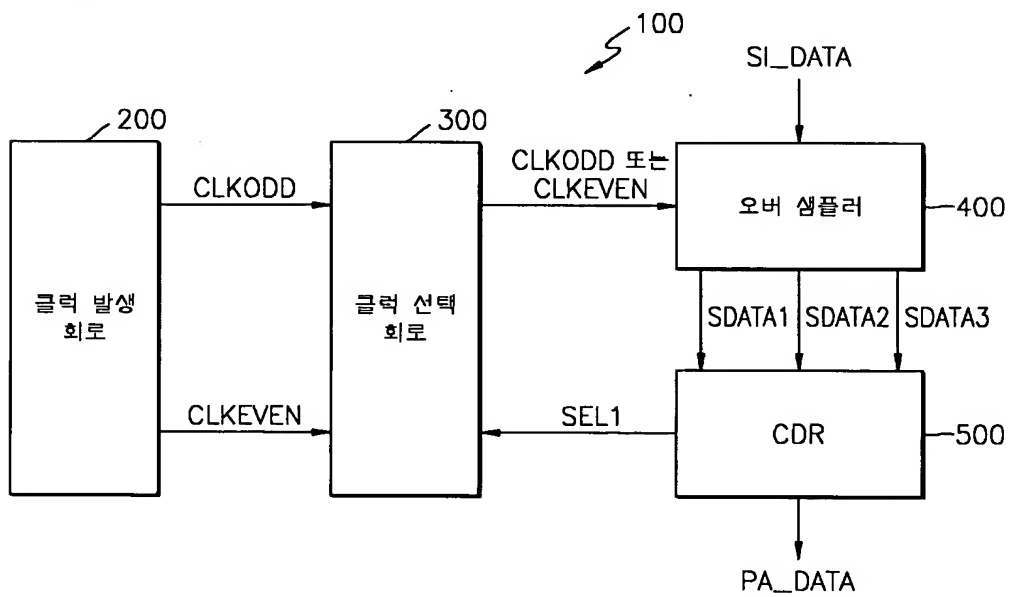 100
SI_DATA
200
300
CLKODD
CLKODD 또는
CLKEVEN
오버 샘플러
400
클럭 발생
회로
클럭 선택
회로
SDATA1
SDATA2
SDATA3
CLKEVEN
SEL1
CDR
500
PA_DATA